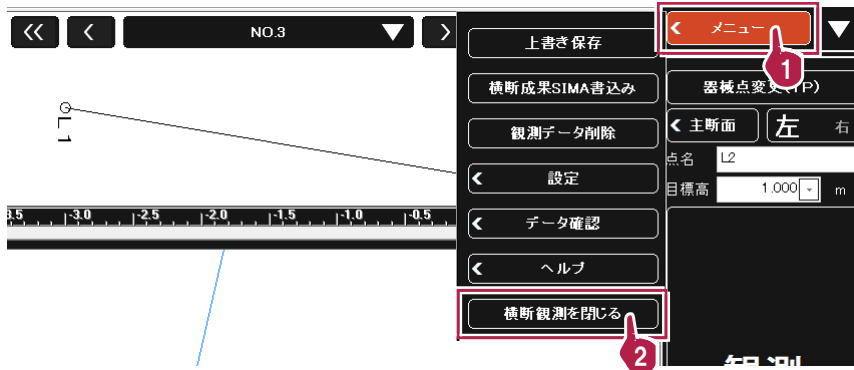 NO.3
L 1
3.5 -3.0 -2.5 -2.0 -1.5 -1.0 -0.5
上書き保存
横断成果SIMA書込み
観測データ削除
設定
データ確認
ヘルプ
横断観測を閉じる
2
メニュー
1
器械点変更(TP)
主断面 左 右
点名 L2
目標高 1.000 m
観測